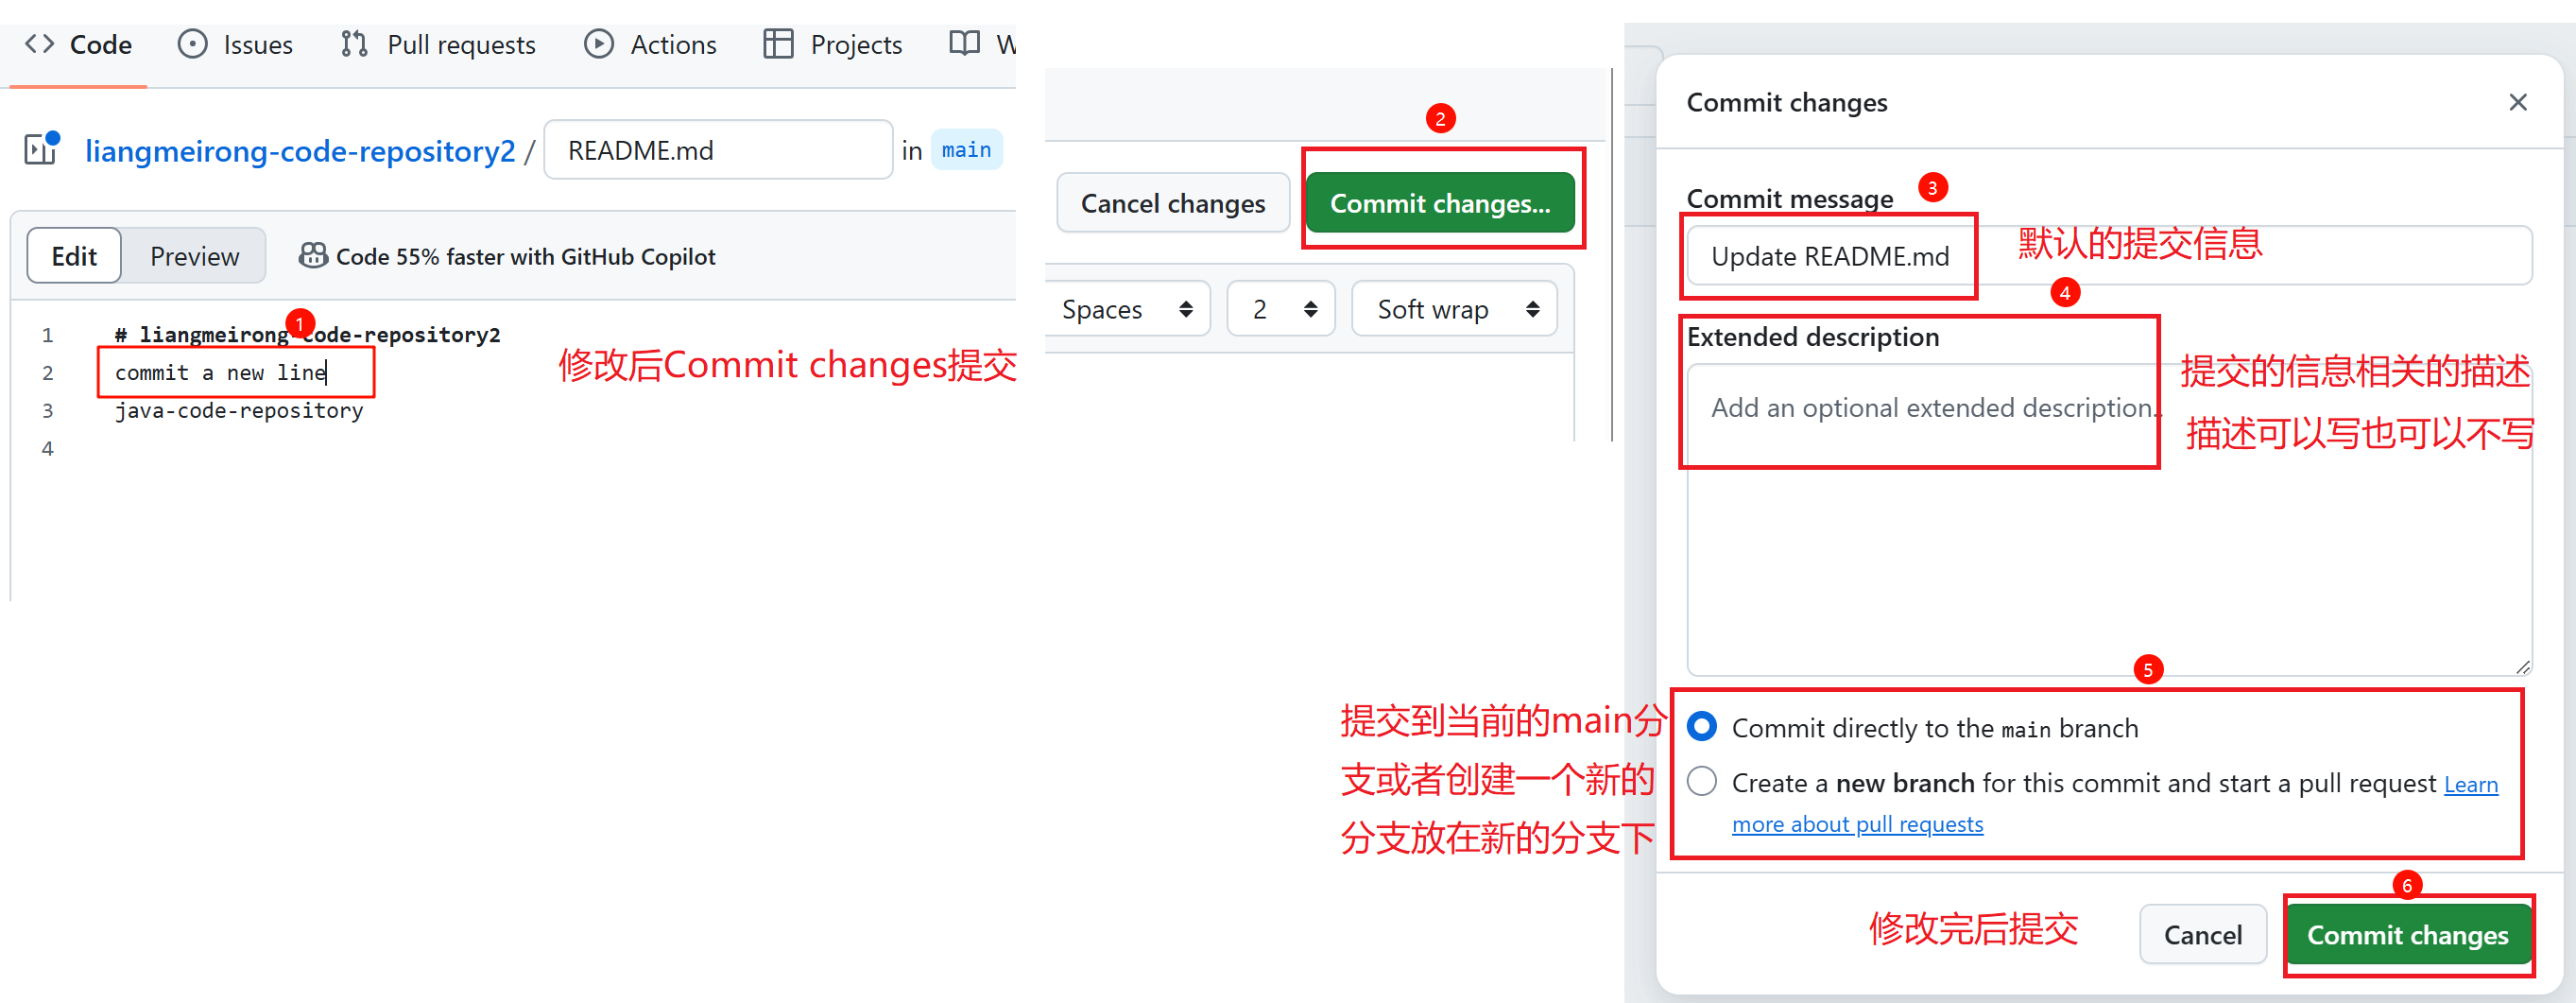 Code Issues Pull requests Actions Projects W
liangmeirong-code-repository2 / README.md in main
Edit Preview Code 55% faster with GitHub Copilot
1 # liangmeirong-code-repository2
1
2 commit a new line
3 java-code-repository
4
修改后Commit changes提交
2
Cancel changes Commit changes...
Spaces 2 Soft wrap
Commit changes
Commit message 3
Update README.md 默认的提交信息
4
Extended description
提交的信息相关的描述
Add an optional extended description..
描述可以写也可以不写
5
提交到当前的main分
支或者创建一个新的
分支放在新的分支下
Commit directly to the main branch
Create a new branch for this commit and start a pull request Learn
more about pull requests
6
修改完后提交 Cancel Commit changes